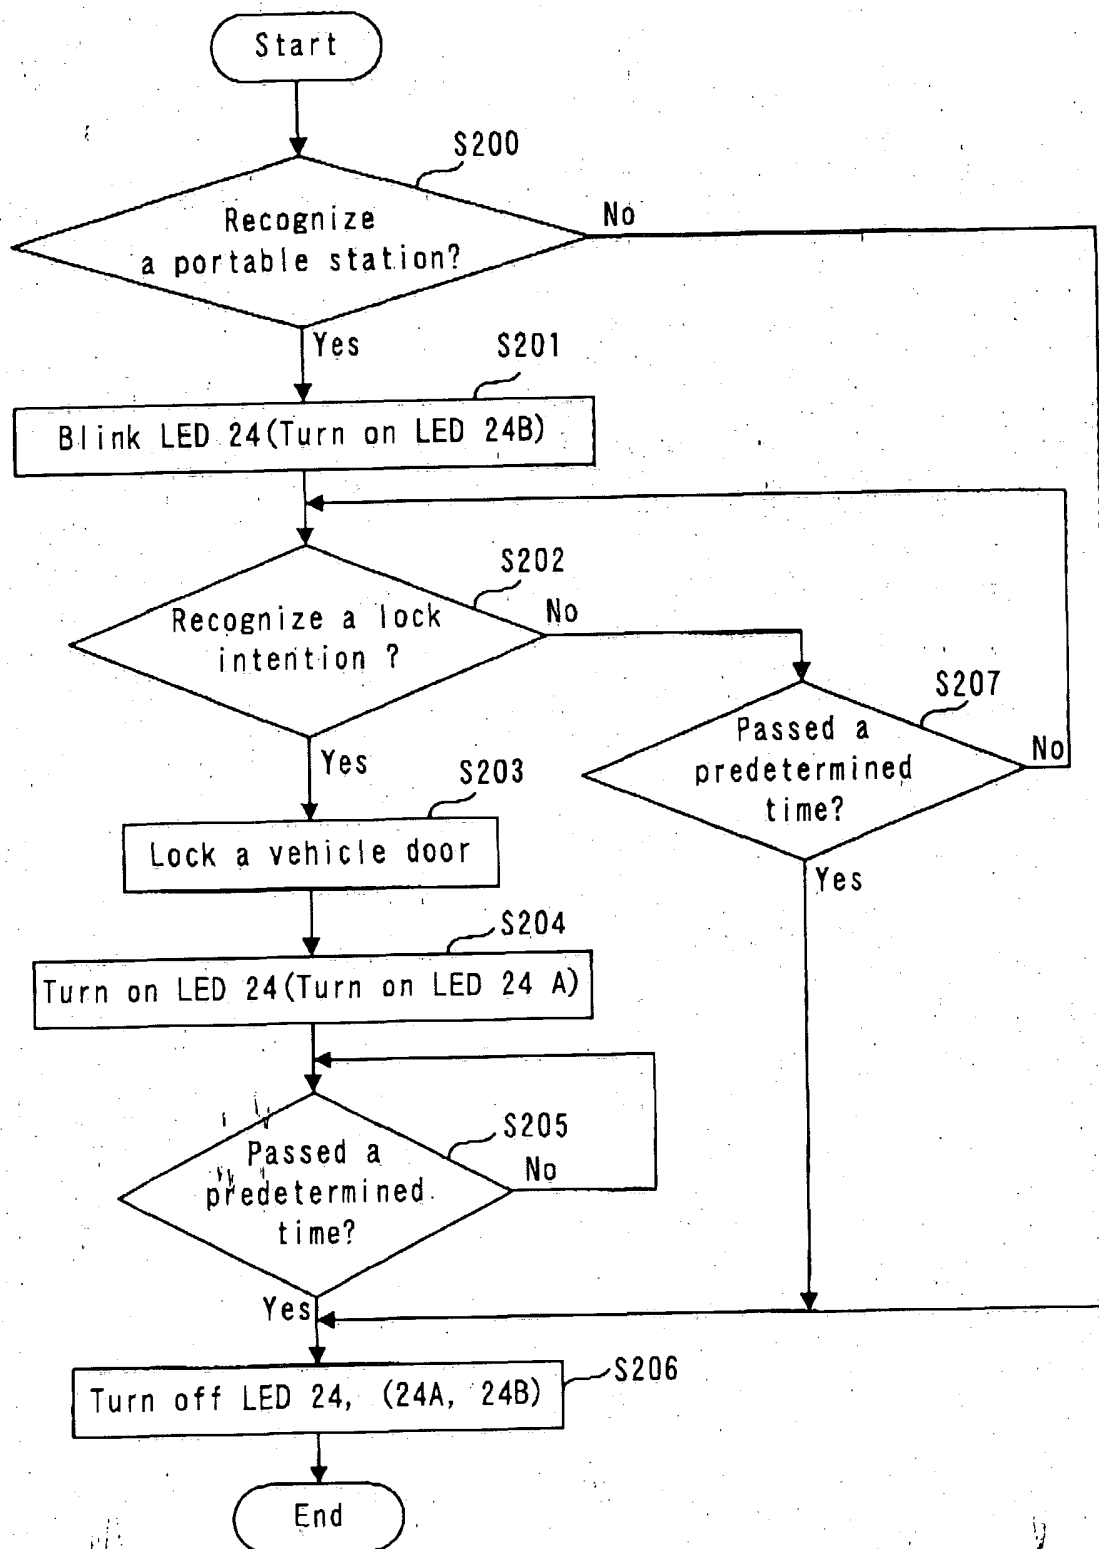 Start
S200
Recognize
a portable station?
No
Yes
S201
Blink LED 24(Turn on LED 24B)
S202
Recognize a lock
intention ?
No
S207
Passed a
predetermined
time?
No
Yes
Yes
S203
Lock a vehicle door
S204
Turn on LED 24(Turn on LED 24 A)
S205
Passed a
predetermined
time?
No
Yes
S206
Turn off LED 24, (24A, 24B)
End